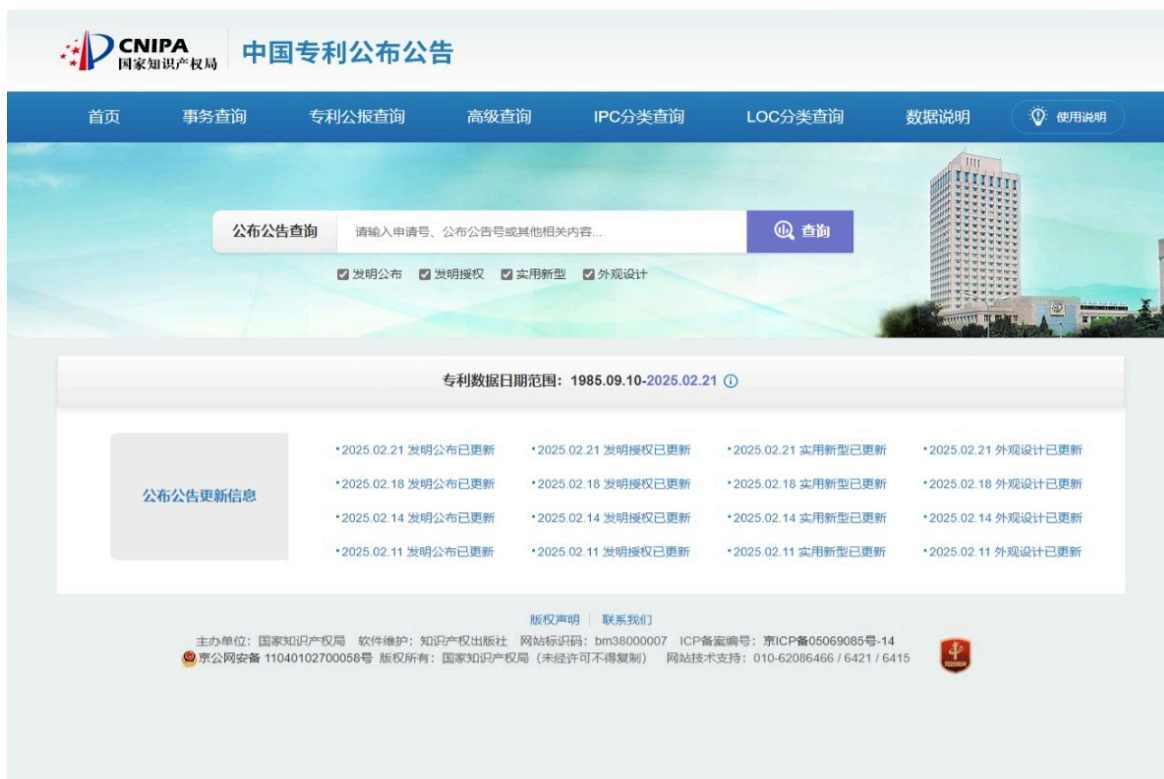 CNIPA
国家知识产权局
中国专利公布公告
首页 事务查询 专利公报查询 高级查询 IPC分类查询 LOC分类查询 数据说明 使用说明
公布公告查询 请输入申请号、公布公告号或其他相关内容... 查询
发明公布 发明授权 实用新型 外观设计
专利数据日期范围：1985.09.10-2025.02.21
公布公告更新信息
•2025.02.21 发明公布已更新 •2025.02.21 发明授权已更新 •2025.02.21 实用新型已更新 •2025.02.21 外观设计已更新
•2025.02.18 发明公布已更新 •2025.02.18 发明授权已更新 •2025.02.18 实用新型已更新 •2025.02.18 外观设计已更新
•2025.02.14 发明公布已更新 •2025.02.14 发明授权已更新 •2025.02.14 实用新型已更新 •2025.02.14 外观设计已更新
•2025.02.11 发明公布已更新 •2025.02.11 发明授权已更新 •2025.02.11 实用新型已更新 •2025.02.11 外观设计已更新
版权声明 | 联系我们
主办单位：国家知识产权局 软件维护：知识产权出版社 网站标识码：bm38000007 ICP备案编号：京ICP备05069085号-14
京公网安备 11040102700058号 版权所有：国家知识产权局（未经许可不得复制） 网站技术支持：010-62086466 / 6421 / 6415